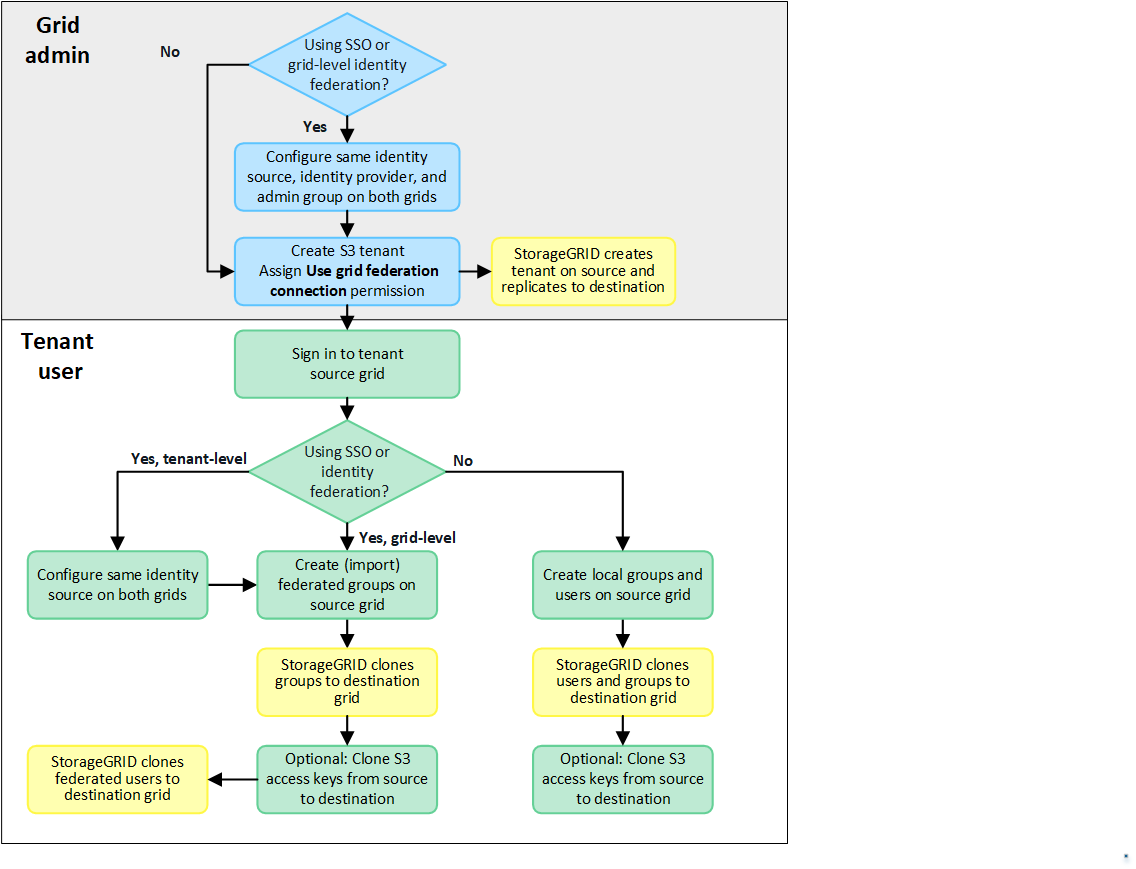 Grid
admin
No
Using SSO or
grid-level identity
federation?
Yes
Configure same identity
source, identity provider, and
admin group on both grids
Create S3 tenant
Assign Use grid federation
connection permission
StorageGRID creates
tenant on source and
replicates to destination
Tenant
user
Sign in to tenant
source grid
Using SSO or
identity
federation?
Yes, tenant-level
No
Yes, grid-level
Configure same identity
source on both grids
Create (import)
federated groups on
source grid
Create local groups and
users on source grid
StorageGRID clones
groups to destination
grid
StorageGRID clones
users and groups to
destination grid
StorageGRID clones
federated users to
destination grid
Optional: Clone S3
access keys from source
to destination
Optional: Clone S3
access keys from source
to destination